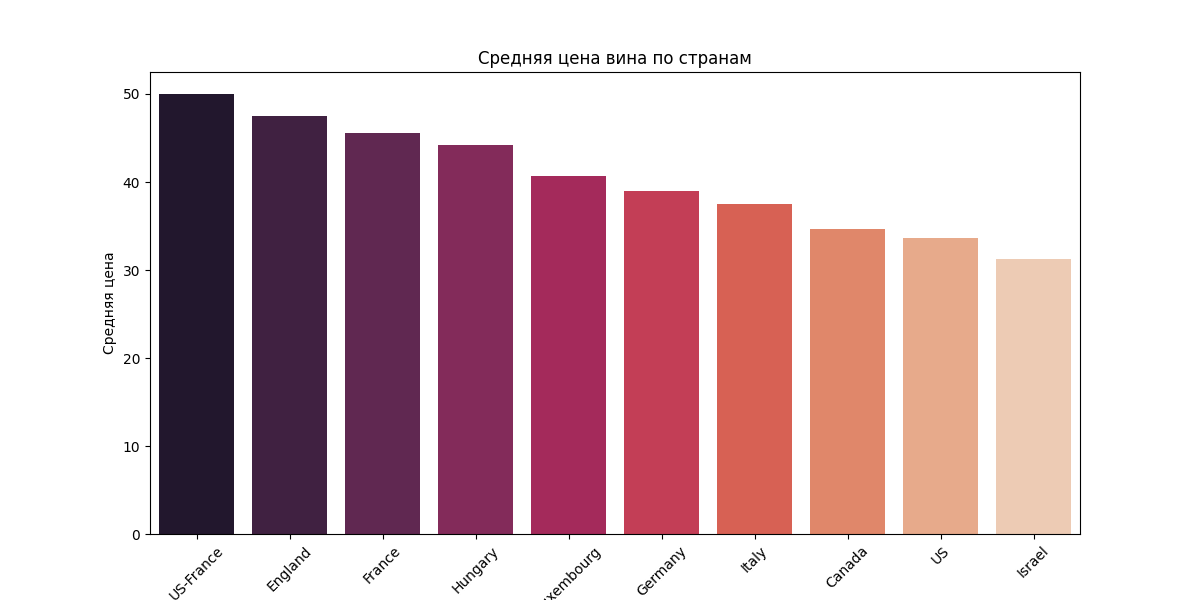 Средняя цена вина по странам
Средняя цена
50
40
30
20
10
0
US-France
England
France
Hungary
xembourg
Germany
Italy
Canada
US
Israel